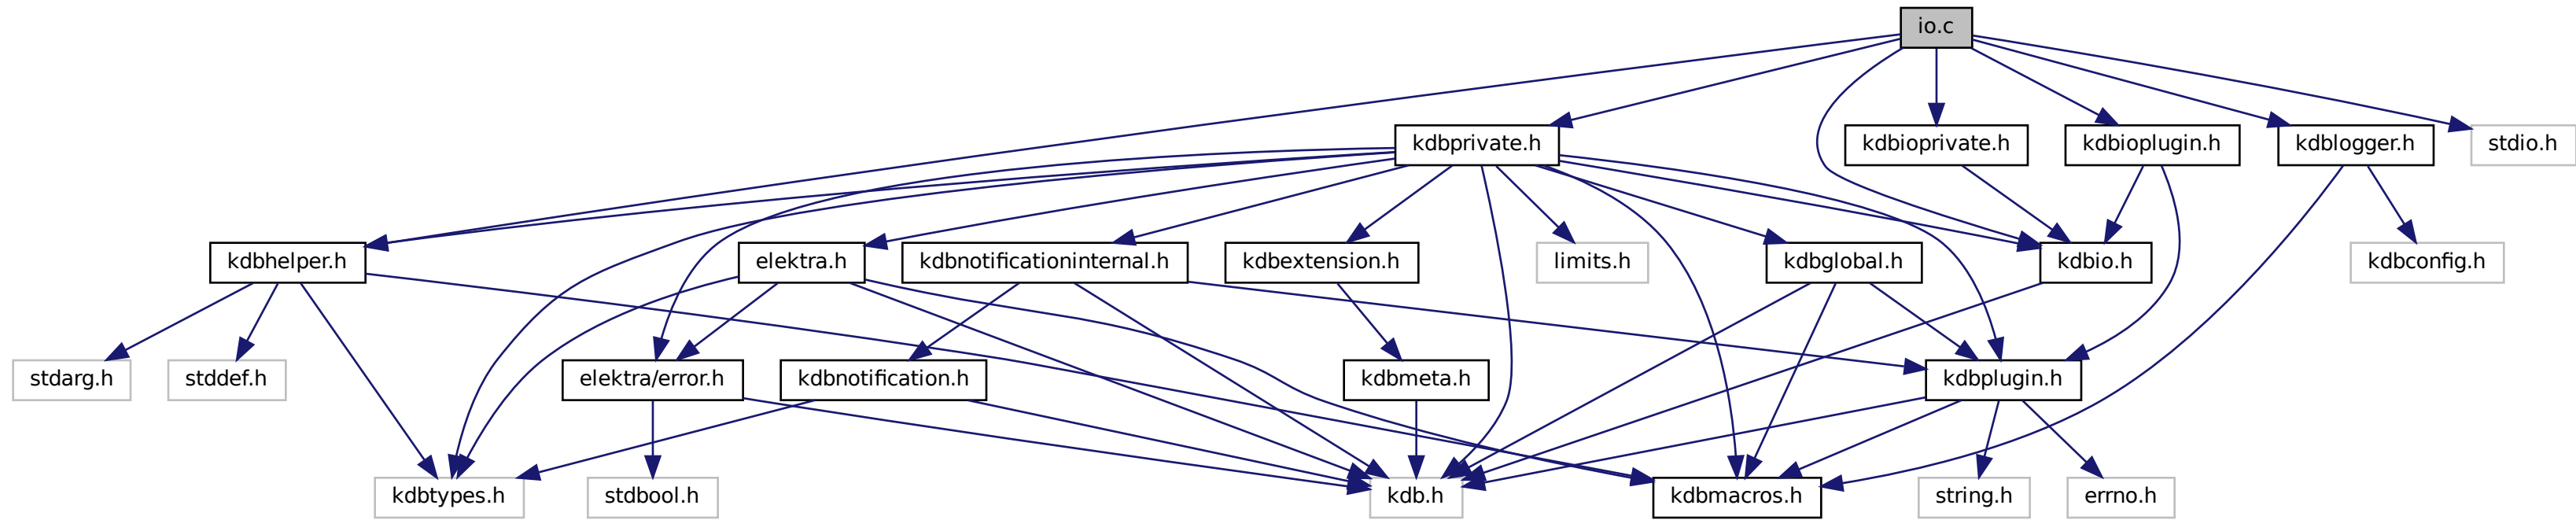 io.c
kdbprivate.h
kdbioprivate.h
kdbioplugin.h
kdblogger.h
stdio.h
kdbhelper.h
elektra.h
kdbnotificationinternal.h
kdbextension.h
limits.h
kdbglobal.h
kdbio.h
kdbconfig.h
stdarg.h
stddef.h
elektra/error.h
kdbnotification.h
kdbmeta.h
kdbplugin.h
kdbtypes.h
stdbool.h
kdb.h
kdbmacros.h
string.h
errno.h